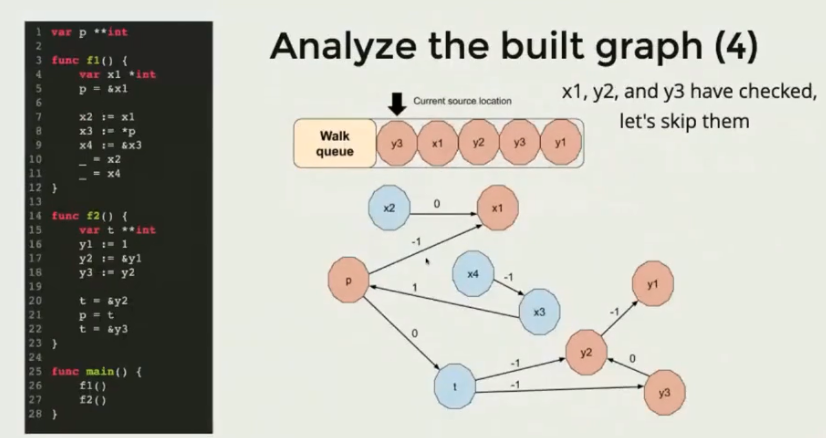 Analyze the built graph (4)
1 var p **int
2
3 func f1() {
4 var x1 *int
5 p = &x1
6
7 x2 := x1
8 x3 := *p
9 x4 := &x3
10 _ = x2
11 _ = x4
12 }
13
14 func f2() {
15 var t **int
16 y1 := 1
17 y2 := &y1
18 y3 := y2
19
20 t = &y2
21 p = t
22 t = &y3
23 }
24
25 func main() {
26 f1()
27 f2()
28 }
Current source location
Walk
queue
y3 x1 y2 y3 y1
x1, y2, and y3 have checked,
let's skip them
x2 0 x1
-1
p
x4 -1
1
x3
y1
-1
0
y2
-1
0
t
-1
y3